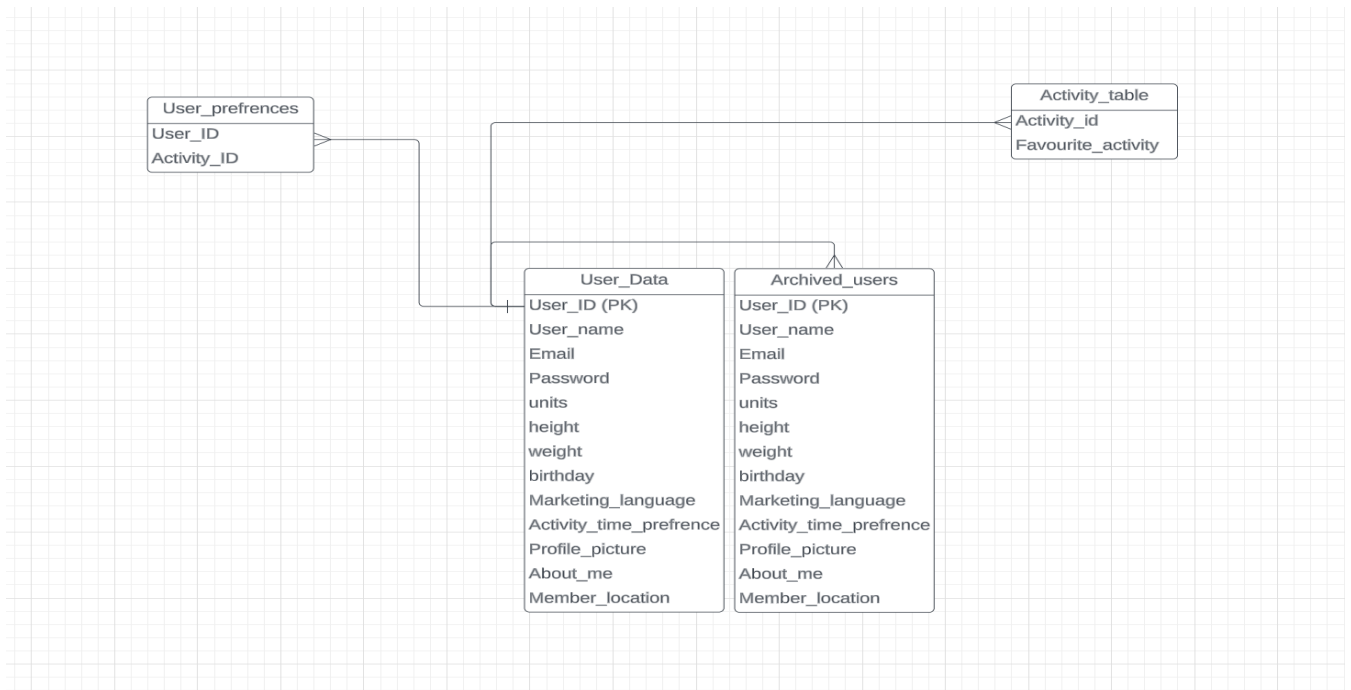 User_prefrences
User_ID
Activity_ID
Activity_table
Activity_id
Favourite_activity
User_Data
User_ID (PK)
User_name
Email
Password
units
height
weight
birthday
Marketing_language
Activity_time_prefrence
Profile_picture
About_me
Member_location
Archived_users
User_ID (PK)
User_name
Email
Password
units
height
weight
birthday
Marketing_language
Activity_time_prefrence
Profile_picture
About_me
Member_location